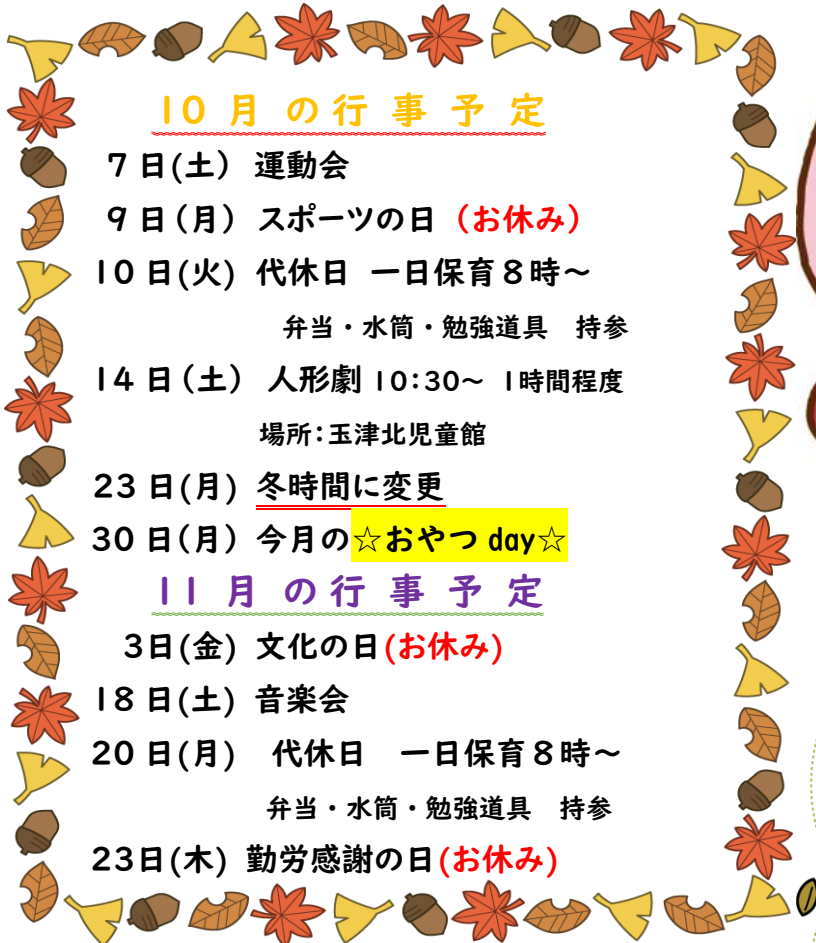 10月の行事予定
7日(土) 運動会
9日(月) スポーツの日 (お休み)
10日(火) 代休日 一日保育8時～
弁当・水筒・勉強道具 持参
14日(土) 人形劇 10:30～ 1時間程度
場所:玉津北児童館
23日(月) 冬時間に変更
30日(月) 今月の☆おやつday☆
11月の行事予定
3日(金) 文化の日(お休み)
18日(土) 音楽会
20日(月) 代休日 一日保育8時～
弁当・水筒・勉強道具 持参
23日(木) 勤労感謝の日(お休み)